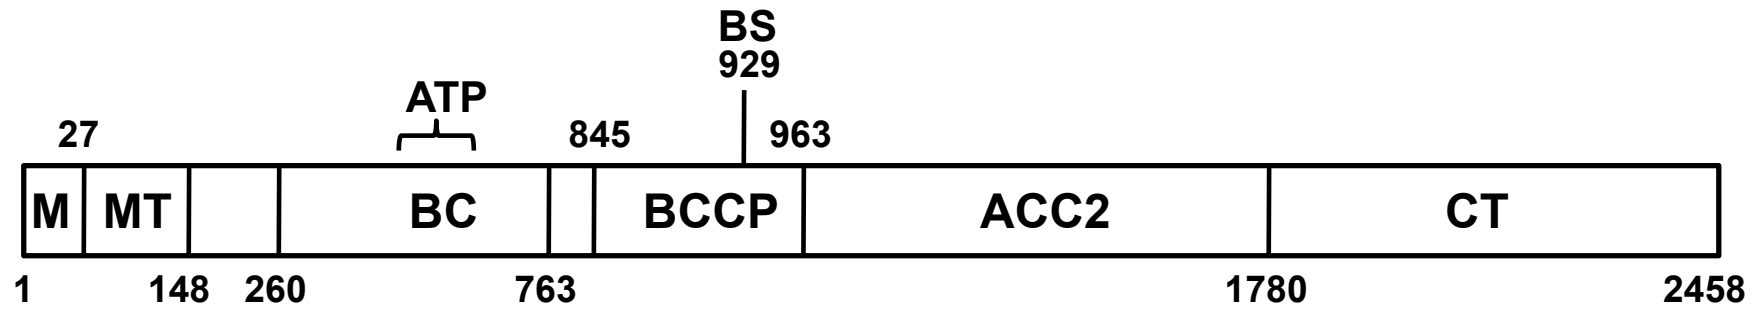 BS
929
ATP
27 845 963
M MT BC BCCP ACC2 CT
1 148 260 763 1780 2458